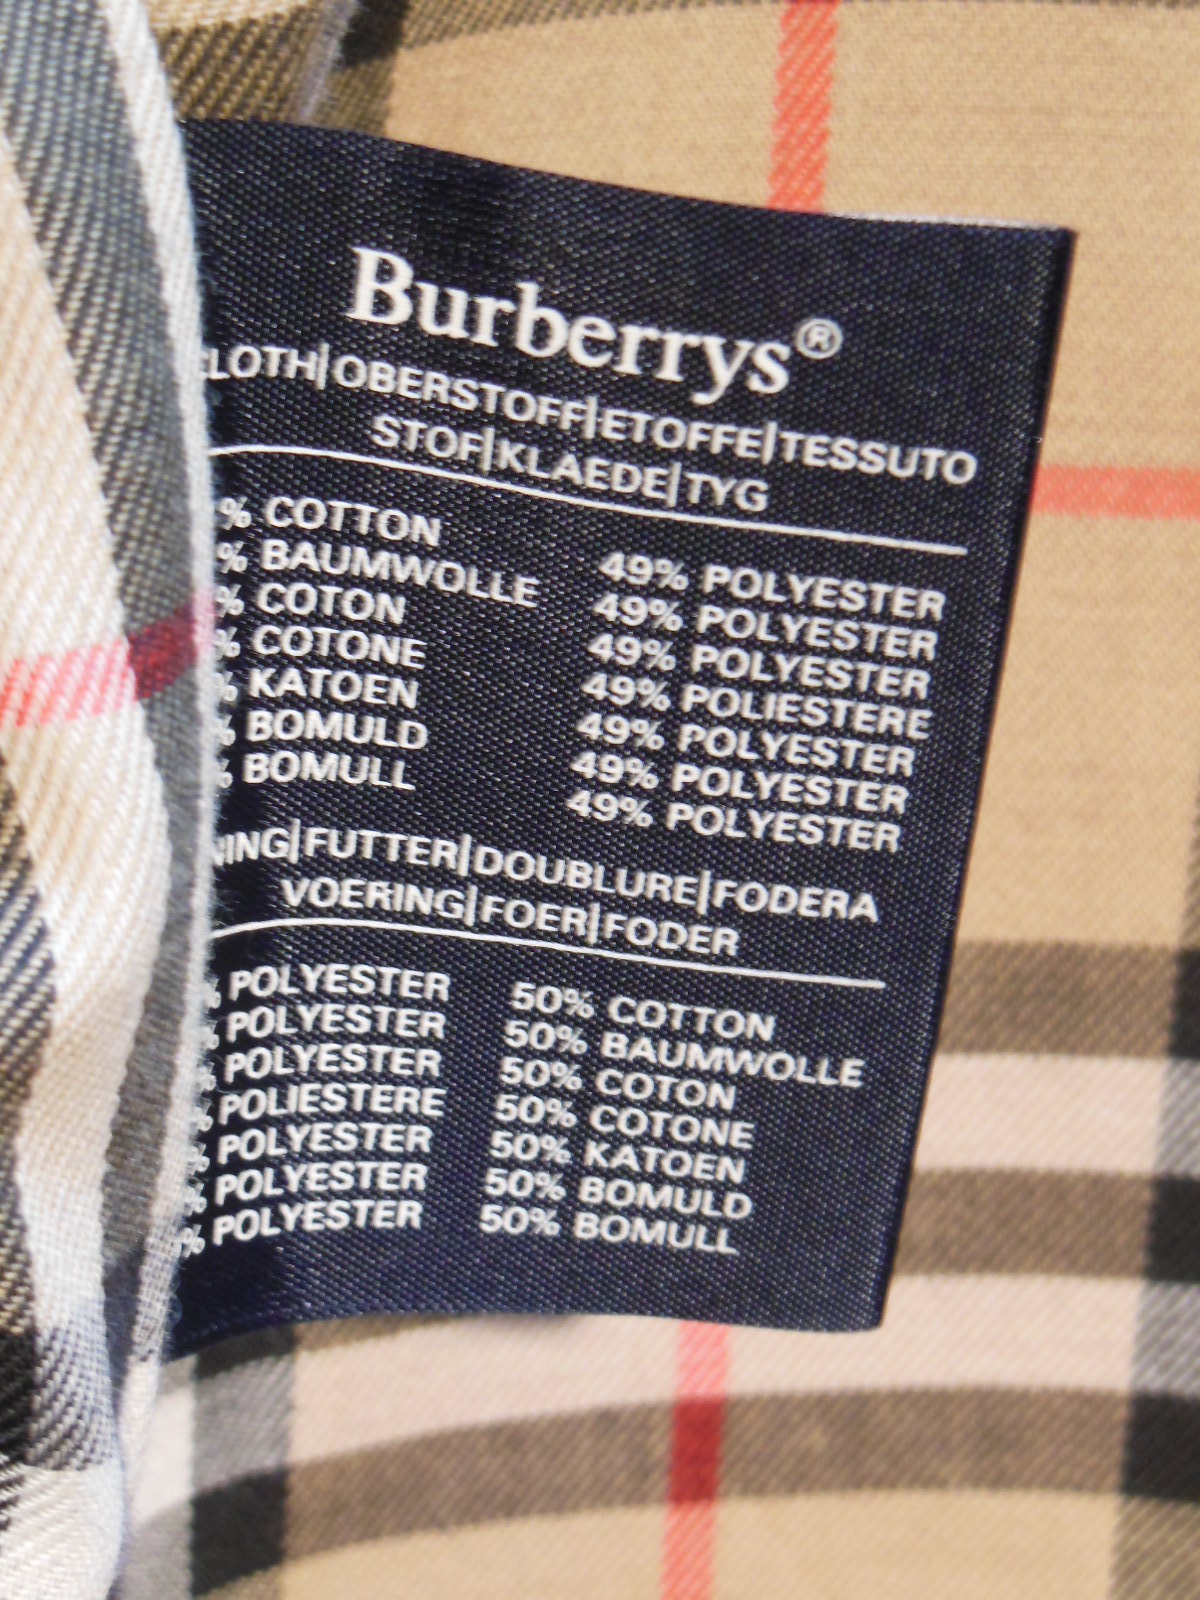 Burberrys®
LOTH|OBERSTOFF|ETOFFE|TESSUTO
STOF|KLAEDE|TYG
% COTTON 49% POLYESTER
% BAUMWOLLE 49% POLYESTER
% COTON 49% POLYESTER
% COTONE 49% POLIESTERE
% KATOEN 49% POLYESTER
% BOMULD 49% POLYESTER
% BOMULL 49% POLYESTER
NING|FUTTER|DOUBLURE|FODERA
VOERING|FOER|FODER
% POLYESTER 50% COTTON
% POLYESTER 50% BAUMWOLLE
% POLYESTER 50% COTON
% POLIESTERE 50% COTONE
% POLYESTER 50% KATOEN
% POLYESTER 50% BOMULD
% POLYESTER 50% BOMULL